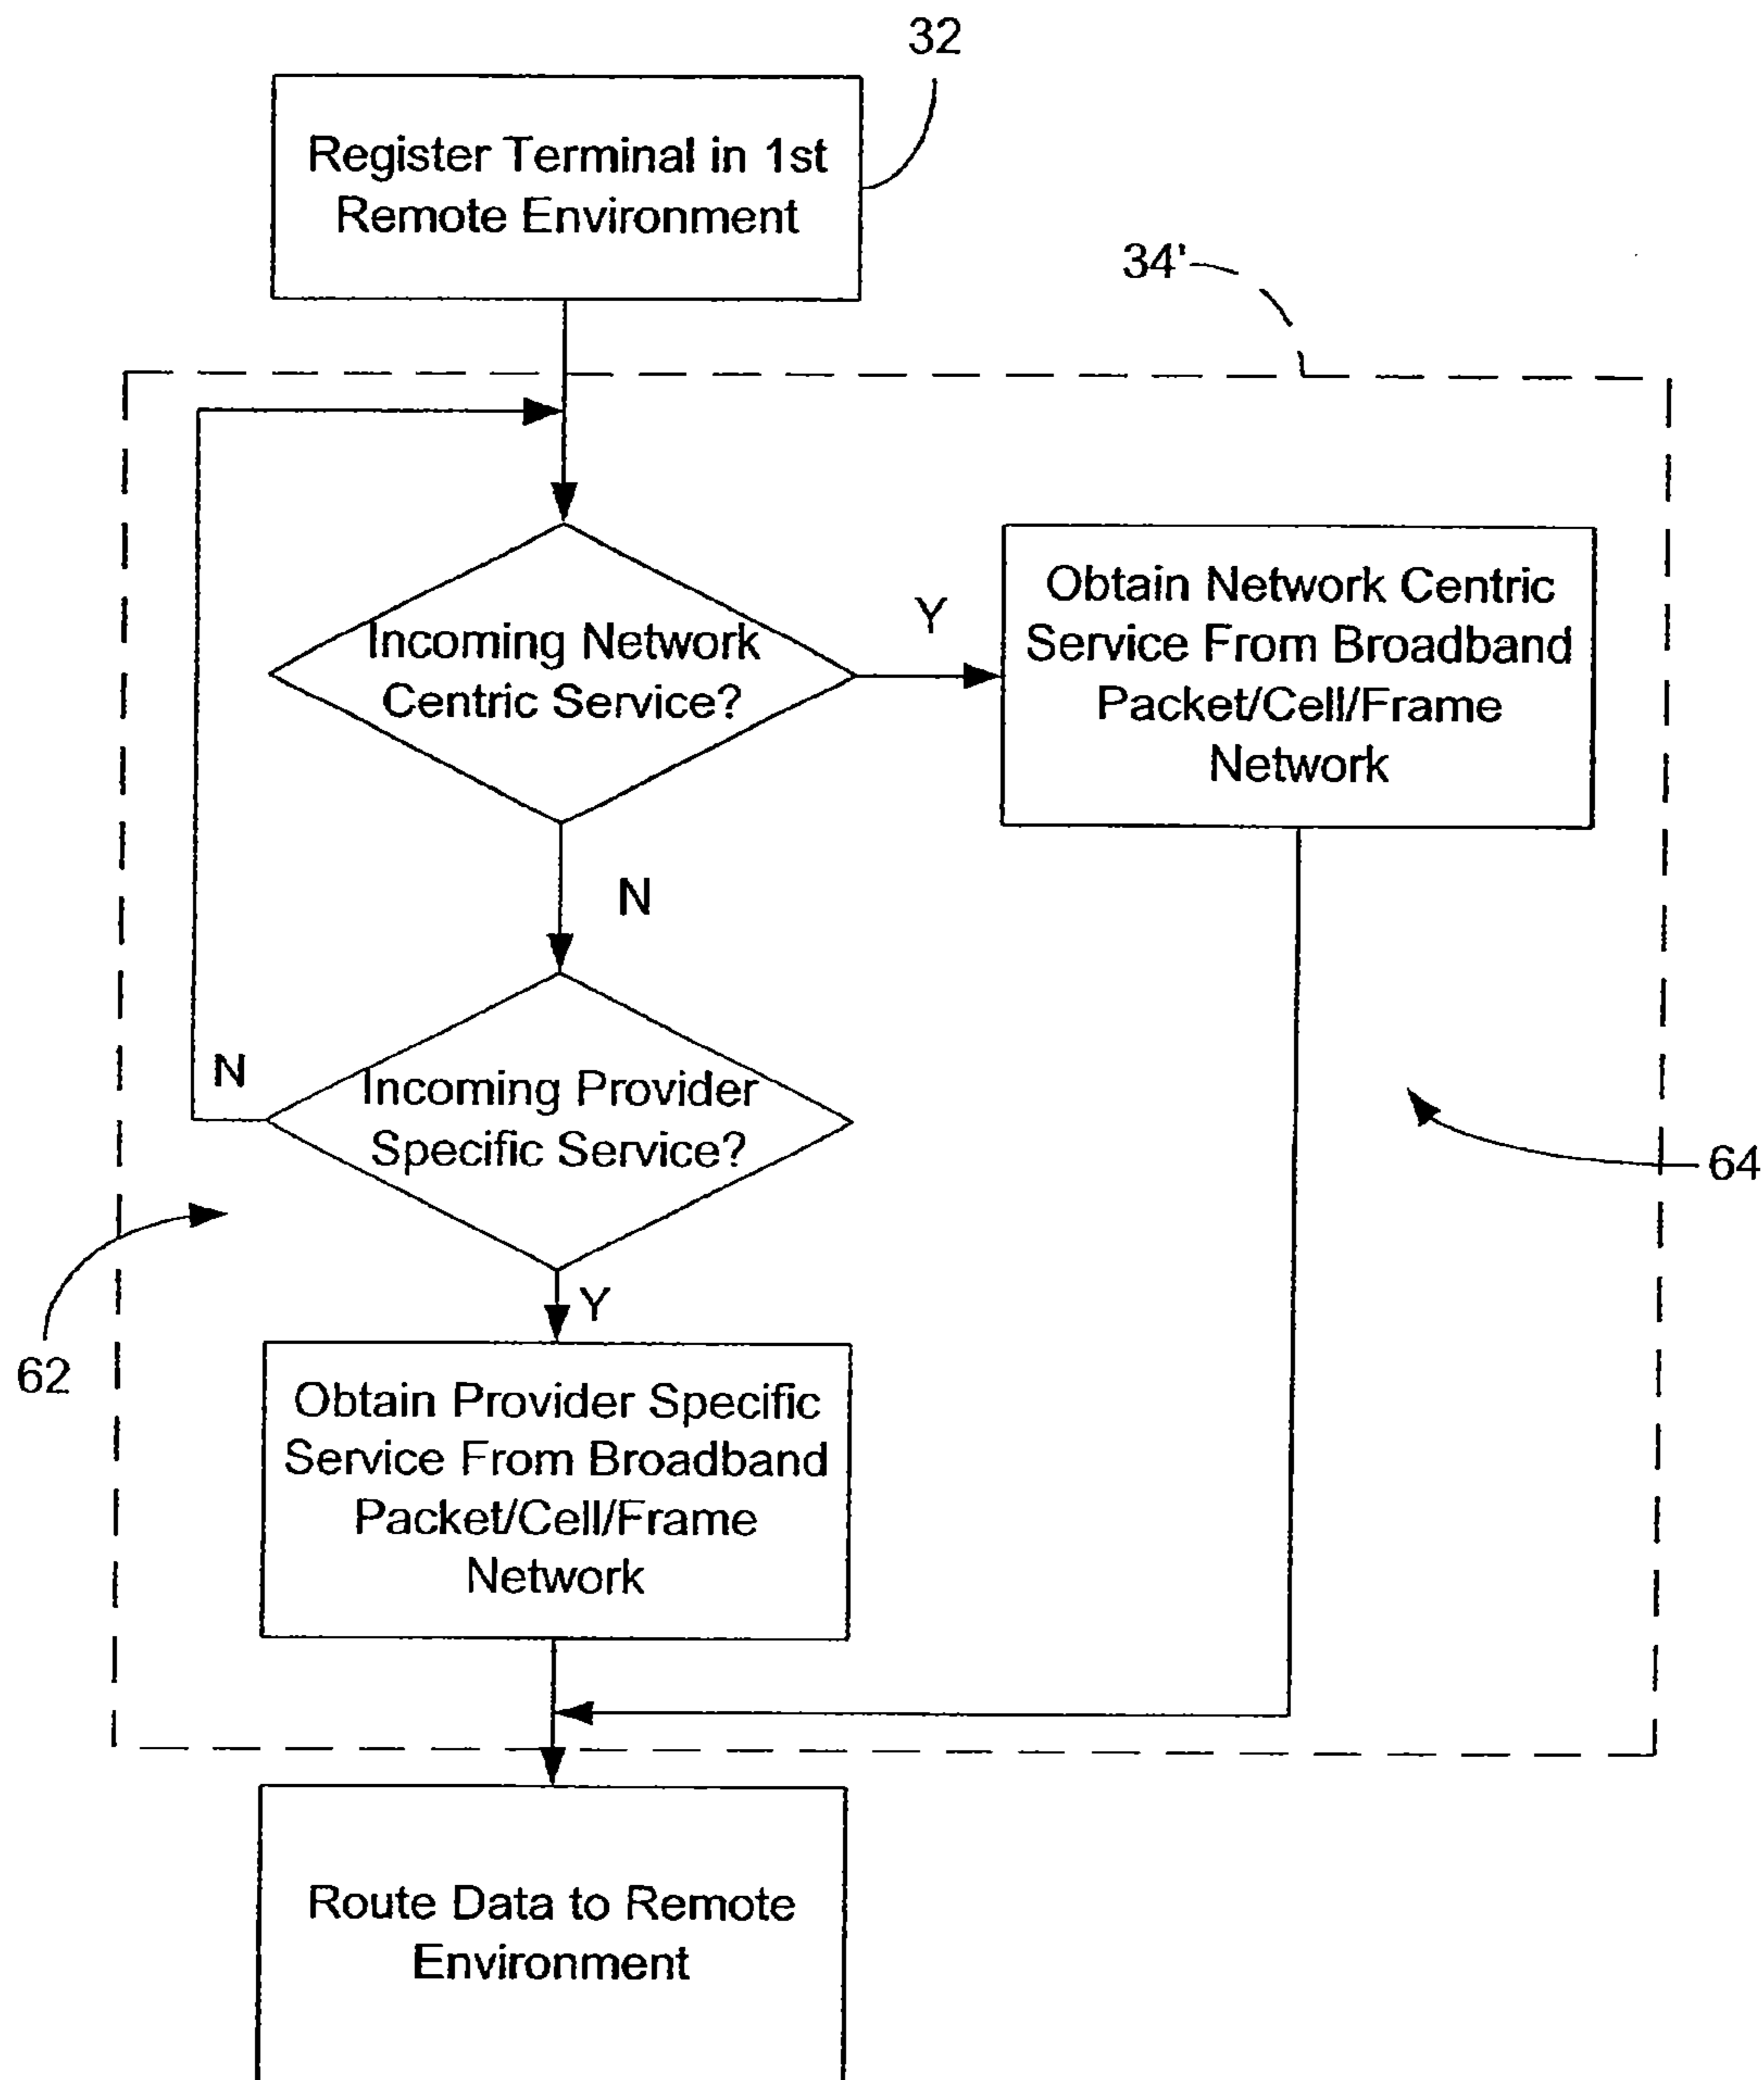 32
Register Terminal in 1st
Remote Environment
34'
Incoming Network
Centric Service?
Y
Obtain Network Centric
Service From Broadband
Packet/Cell/Frame
Network
N
N
Incoming Provider
Specific Service?
64
62
Y
Obtain Provider Specific
Service From Broadband
Packet/Cell/Frame
Network
Route Data to Remote
Environment